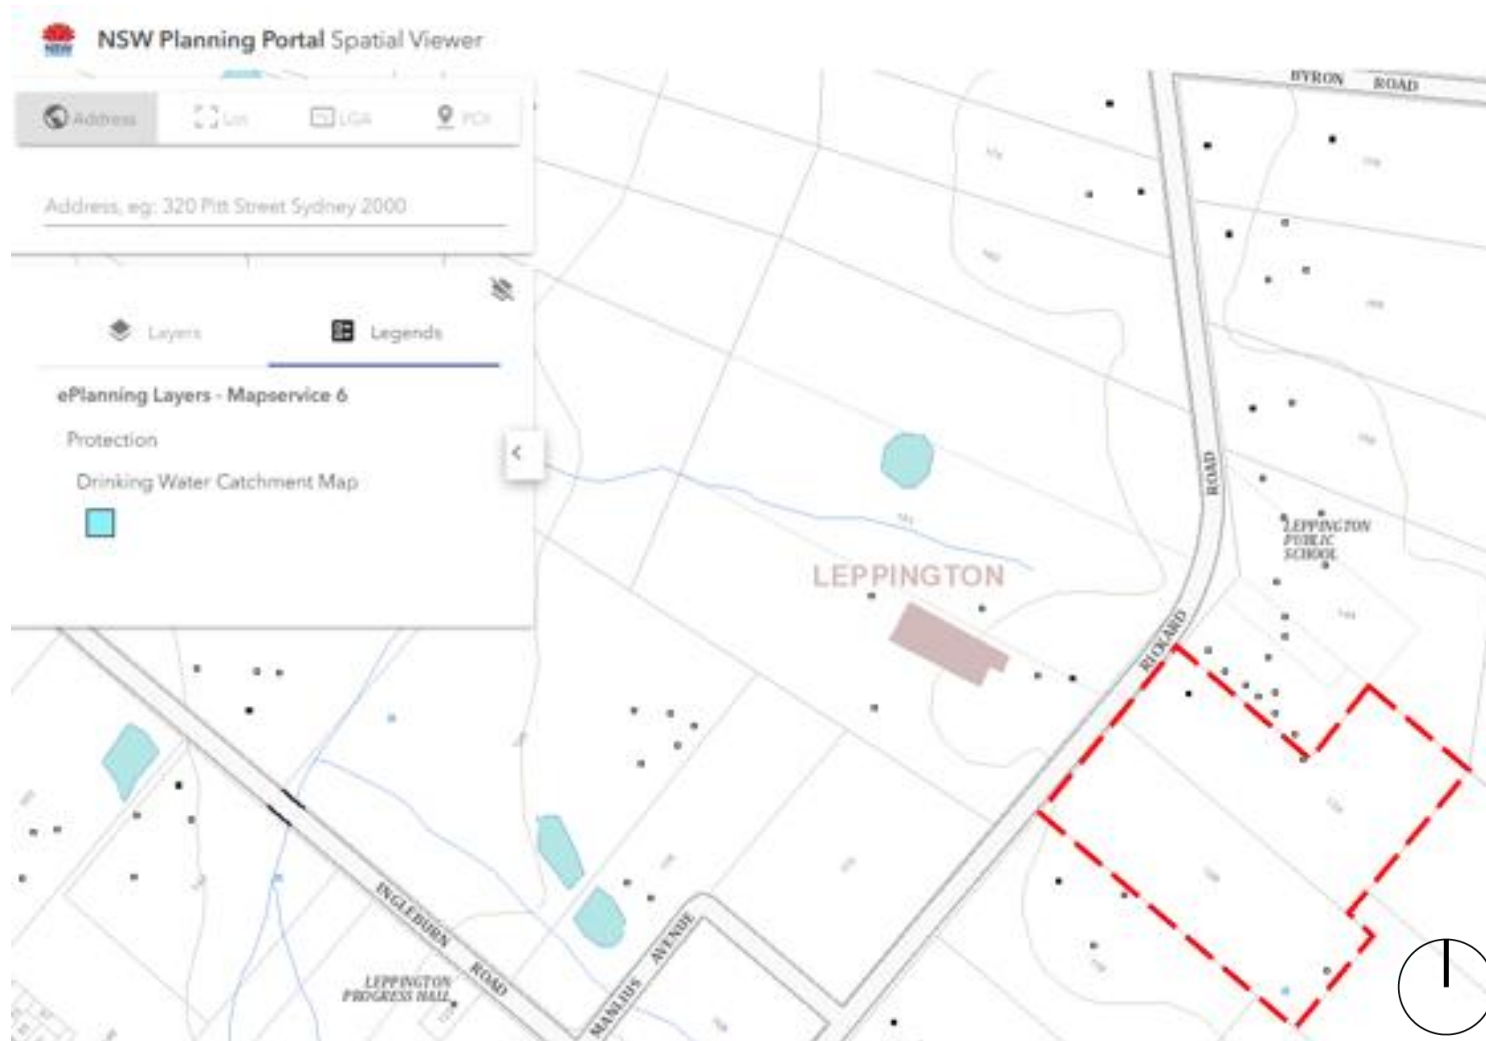 NSW Planning Portal Spatial Viewer
NSW
Address
Lot
LGA
POI
Address, eg: 320 Pitt Street Sydney 2000
Layers
Legends
ePlanning Layers - Mapservice 6
Protection
Drinking Water Catchment Map
BYRON ROAD
ROAD
RICKARD
LEPPINGTON
PUBLIC
SCHOOL
LEPPINGTON
INGLEBURN
ROAD
MANLIUS AVENUE
LEPPINGTON
PROGRESS HALL